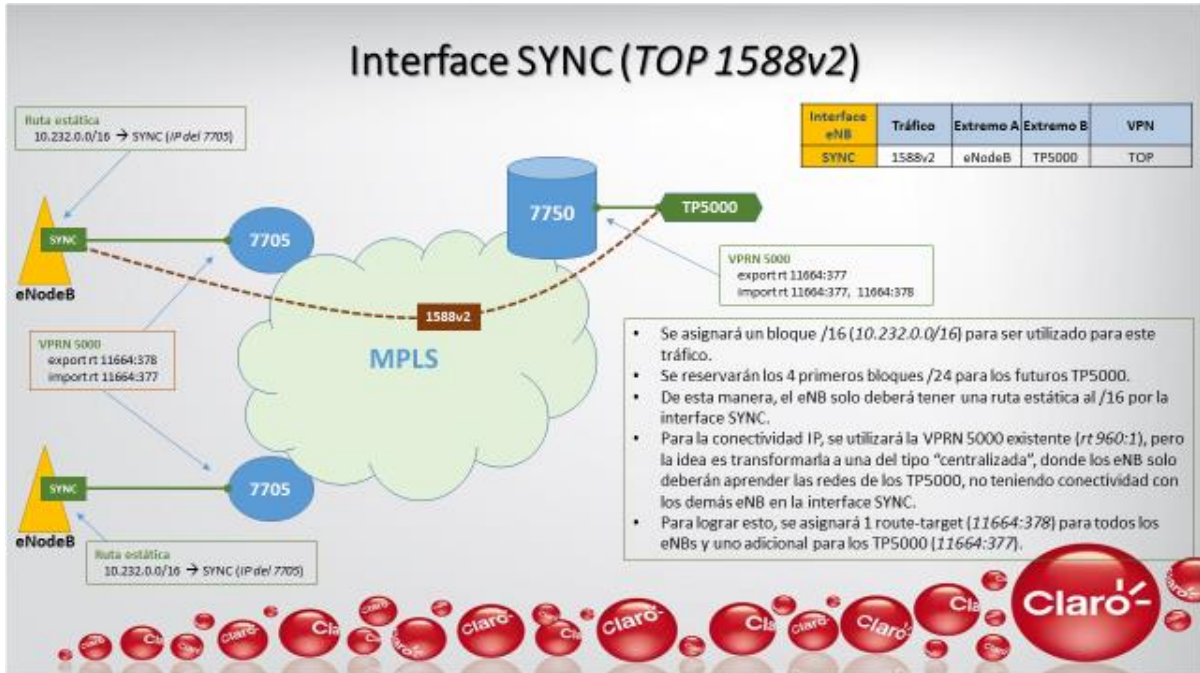 Interface SYNC (TOP 1588v2)
Ruta estática
10.232.0.0/16 → SYNC (IP del 7705)
Interface eNB
Tráfico
Extremo A
Extremo B
VPN
SYNC
1588v2
eNodeB
TP5000
TOP
SYNC
eNodeB
7705
7750
TP5000
VPRN 5000
export rt 11664:377
import rt 11664:377, 11664:378
1588v2
MPLS
VPRN 5000
export rt 11664:378
import rt 11664:377
SYNC
eNodeB
7705
Ruta estática
10.232.0.0/16 → SYNC (IP del 7705)
• Se asignará un bloque /16 (10.232.0.0/16) para ser utilizado para este
tráfico.
• Se reservarán los 4 primeros bloques /24 para los futuros TP5000.
• De esta manera, el eNB solo deberá tener una ruta estática al /16 por la
interface SYNC.
• Para la conectividad IP, se utilizará la VPRN 5000 existente (rt 960:1), pero
la idea es transformarla a una del tipo “centralizada”, donde los eNB solo
deberán aprender las redes de los TP5000, no teniendo conectividad con
los demás eNB en la interface SYNC.
• Para lograr esto, se asignará 1 route-target (11664:378) para todos los
eNBs y uno adicional para los TP5000 (11664:377).
Claro
Claro
Claro
Claro
Claro
Claro